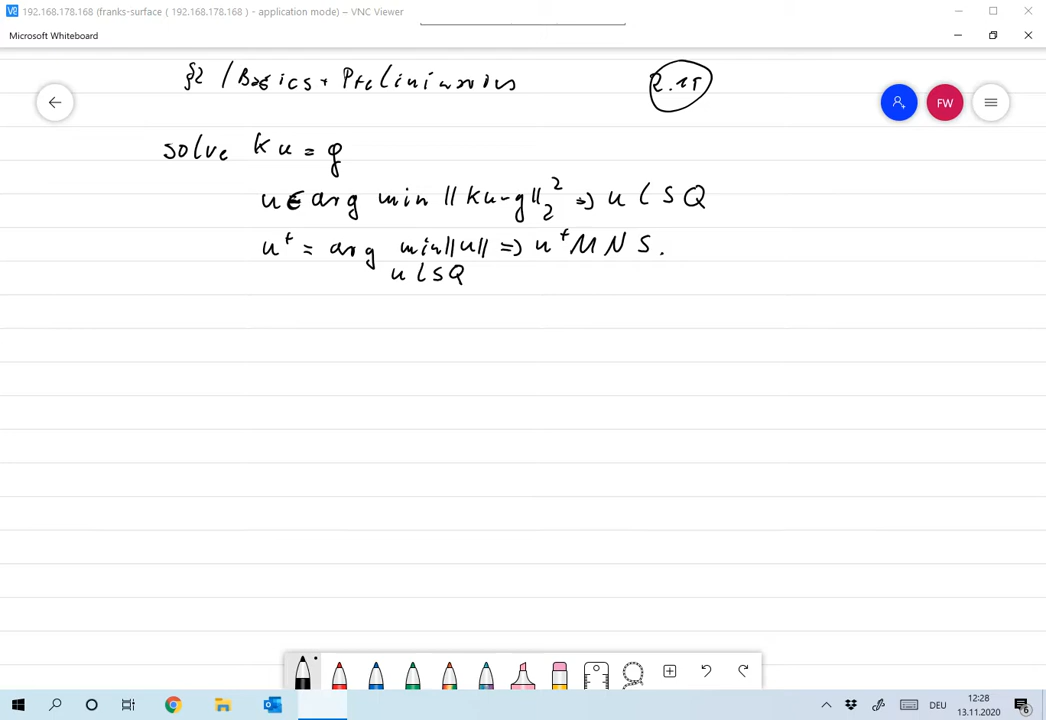 192.168.178.168 (franks-surface ( 192.168.178.168 ) - application mode) – VNC Viewer
Microsoft Whiteboard
§2 / Basics + Preliminaries 2.15
FW
solve Ku = g
u ∈ arg min ||Ku-g||₂² => u LSQ
u⁺ = arg min ||u|| => u⁺ MNS.
u LSQ
12:28
DEU
13.11.2020
6